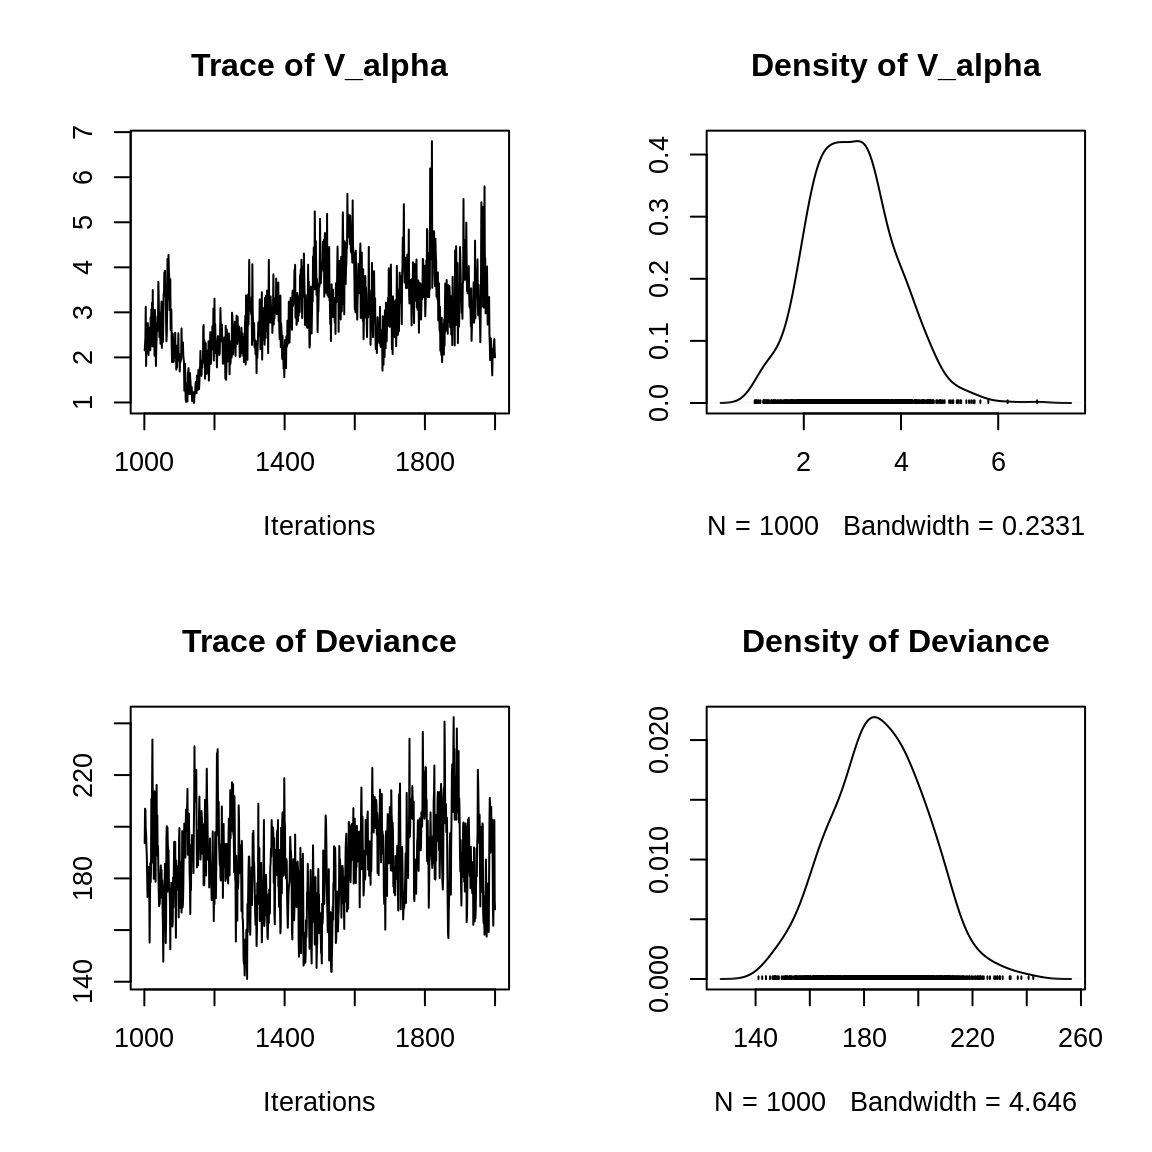 Trace of V_alpha
7
6
5
4
3
2
1
1000 1400 1800
Iterations
Density of V_alpha
0.4
0.3
0.2
0.1
0.0
2 4 6
N = 1000 Bandwidth = 0.2331
Trace of Deviance
220
180
140
1000 1400 1800
Iterations
Density of Deviance
0.020
0.010
0.000
140 180 220 260
N = 1000 Bandwidth = 4.646